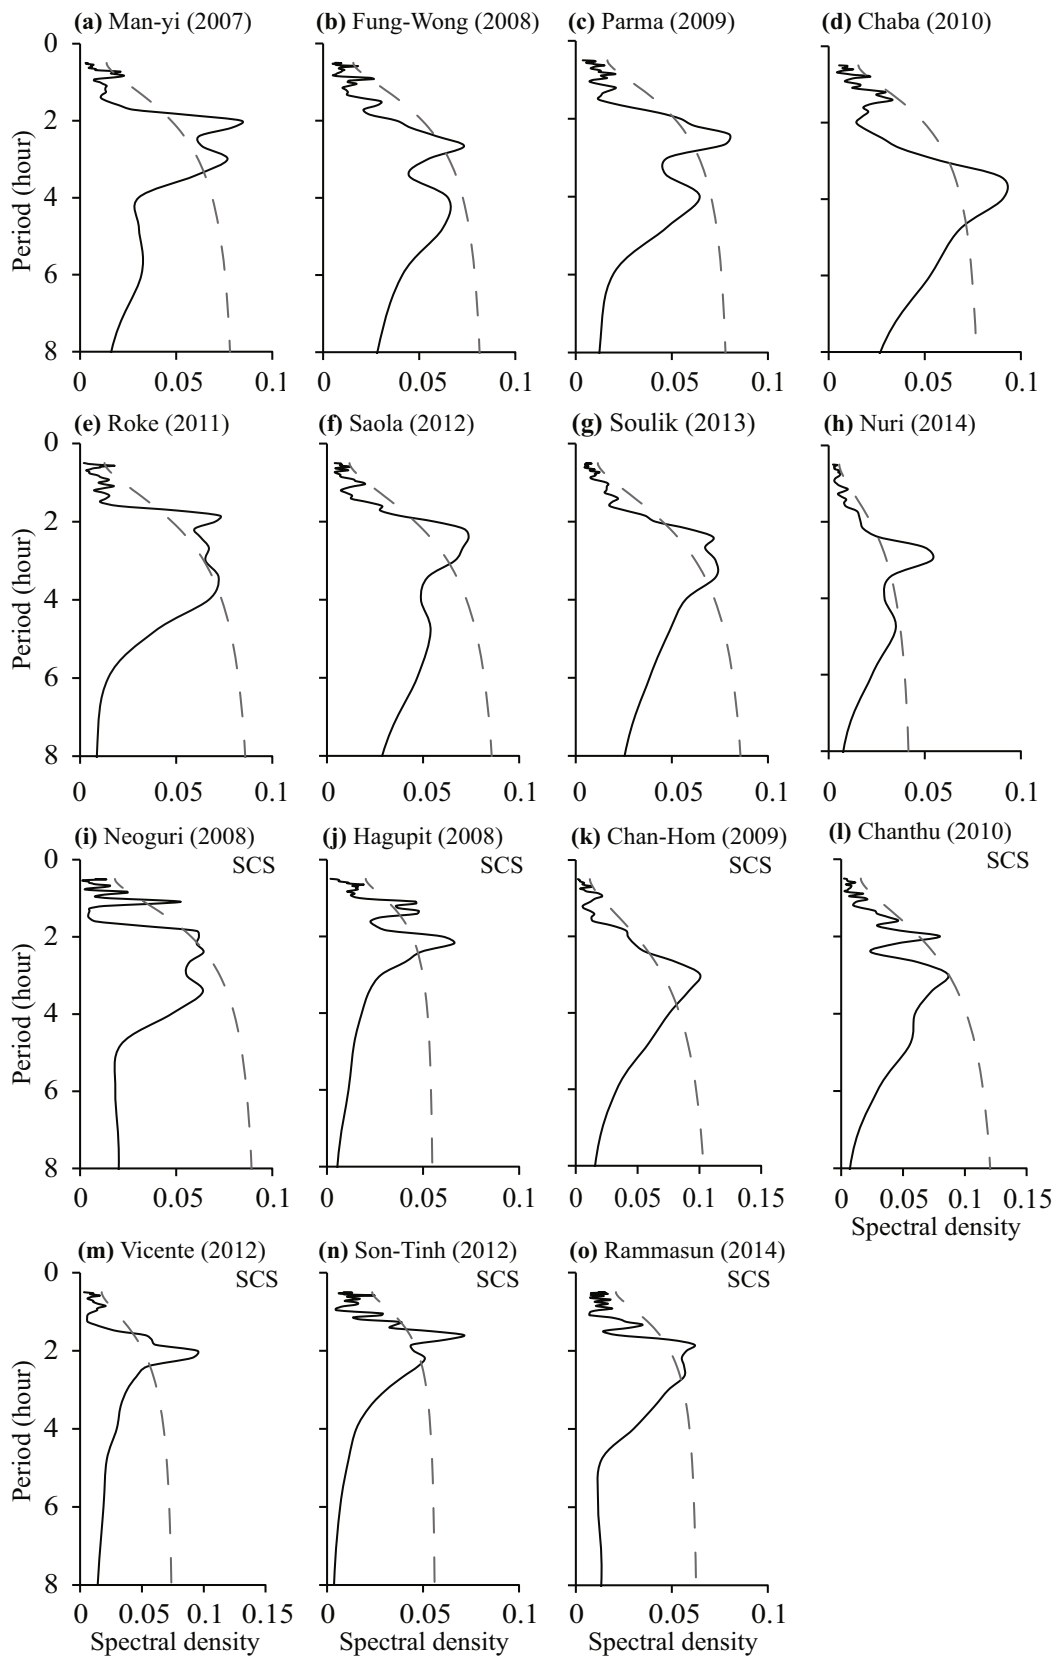 (a) Man-yi (2007) (b) Fung-Wong (2008) (c) Parma (2009) (d) Chaba (2010)
0
2
4
6
8
Period (hour)
0 0.05 0.1 0 0.05 0.1 0 0.05 0.1 0 0.05 0.1
(e) Roke (2011) (f) Saola (2012) (g) Soulik (2013) (h) Nuri (2014)
0
2
4
6
8
Period (hour)
0 0.05 0.1 0 0.05 0.1 0 0.05 0.1 0 0.05 0.1
(i) Neoguri (2008) (j) Hagupit (2008) (k) Chan-Hom (2009) (l) Chanthu (2010)
SCS SCS SCS SCS
0
2
4
6
8
Period (hour)
0 0.05 0.1 0 0.05 0.1 0 0.05 0.1 0.15 0 0.05 0.10 0.15
Spectral density
(m) Vicente (2012) (n) Son-Tinh (2012) (o) Rammasun (2014)
SCS SCS SCS
0
2
4
6
8
Period (hour)
0 0.05 0.1 0.15 0 0.05 0.1 0 0.05 0.1
Spectral density Spectral density Spectral density